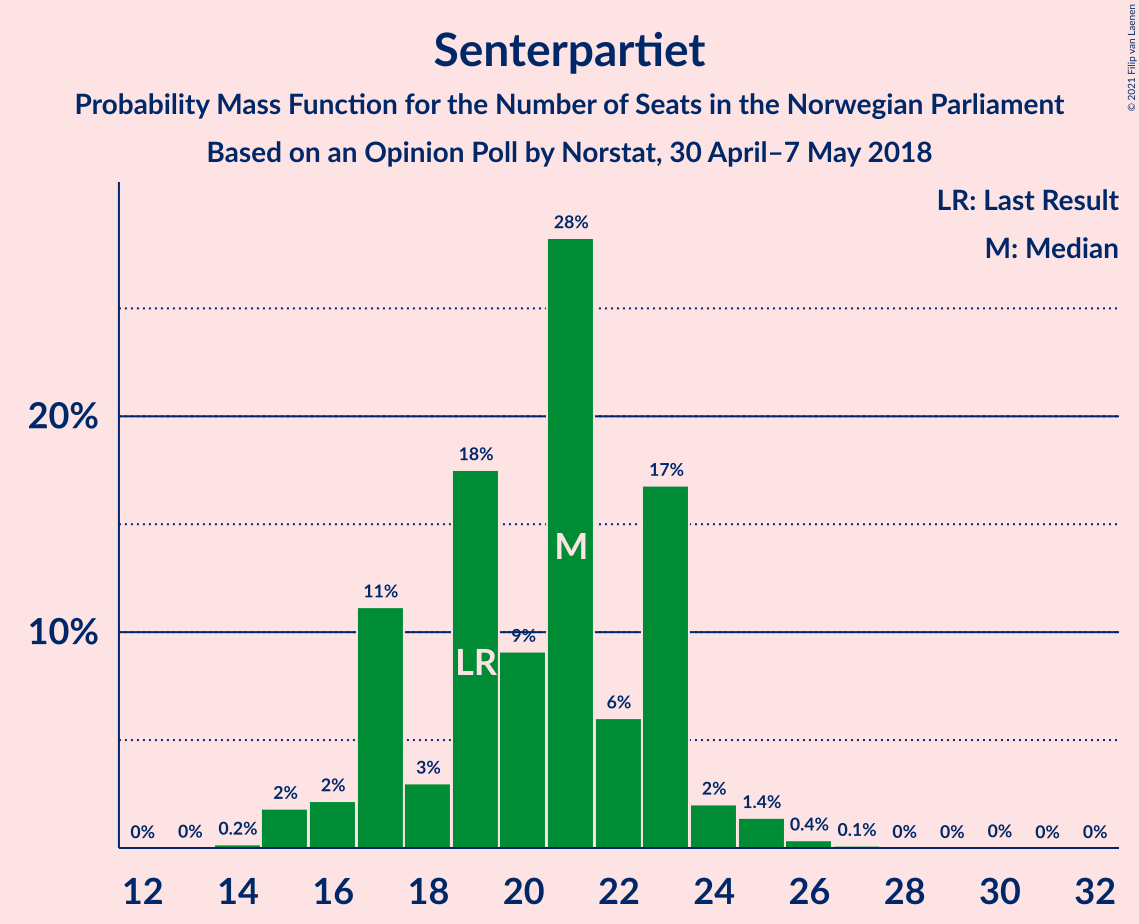 Senterpartiet
Probability Mass Function for the Number of Seats in the Norwegian Parliament
Based on an Opinion Poll by Norstat, 30 April–7 May 2018
© 2021 Filip van Laenen
LR: Last Result
M: Median
20%
10%
0% 0% 0.2% 2% 2% 11% 3% 18% 9% 28% 6% 17% 2% 1.4% 0.4% 0.1% 0% 0% 0% 0% 0%
LR
M
12 14 16 18 20 22 24 26 28 30 32